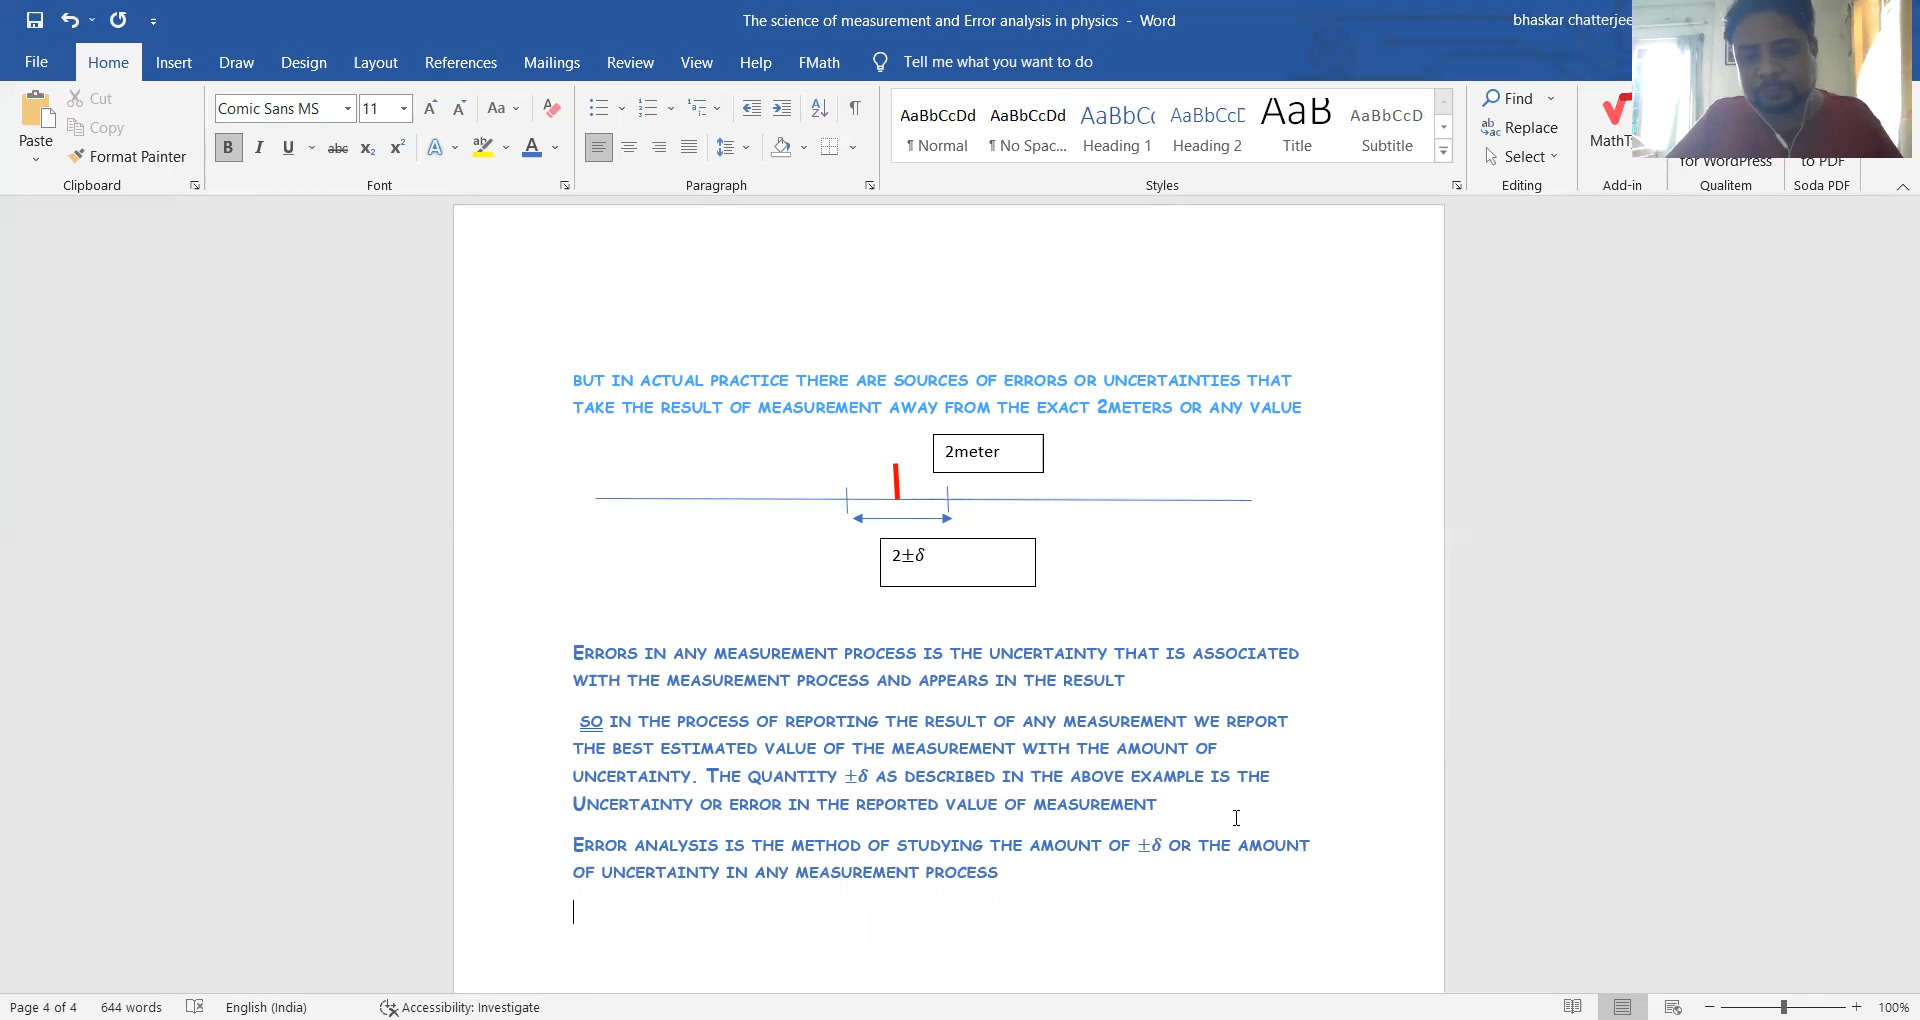 The science of measurement and Error analysis in physics - Word
bhaskar chatterjee
File Home Insert Draw Design Layout References Mailings Review View Help FMath Tell me what you want to do
Cut
Copy
Format Painter
Paste
Clipboard
Comic Sans MS 11
Font
Paragraph
AaBbCcDd AaBbCcDd AaBbCc AaBbCcD AaB AaBbCcD
¶ Normal ¶ No Spac... Heading 1 Heading 2 Title Subtitle
Styles
Find
Replace
Select
Editing
MathT
Add-in
for WordPress
Qualitem
to PDF
Soda PDF
BUT IN ACTUAL PRACTICE THERE ARE SOURCES OF ERRORS OR UNCERTAINTIES THAT
TAKE THE RESULT OF MEASUREMENT AWAY FROM THE EXACT 2METERS OR ANY VALUE
2meter
2±δ
ERRORS IN ANY MEASUREMENT PROCESS IS THE UNCERTAINTY THAT IS ASSOCIATED
WITH THE MEASUREMENT PROCESS AND APPEARS IN THE RESULT
SO IN THE PROCESS OF REPORTING THE RESULT OF ANY MEASUREMENT WE REPORT
THE BEST ESTIMATED VALUE OF THE MEASUREMENT WITH THE AMOUNT OF
UNCERTAINTY. THE QUANTITY ±δ AS DESCRIBED IN THE ABOVE EXAMPLE IS THE
UNCERTAINTY OR ERROR IN THE REPORTED VALUE OF MEASUREMENT
ERROR ANALYSIS IS THE METHOD OF STUDYING THE AMOUNT OF ±δ OR THE AMOUNT
OF UNCERTAINTY IN ANY MEASUREMENT PROCESS
Page 4 of 4 644 words English (India) Accessibility: Investigate 100%